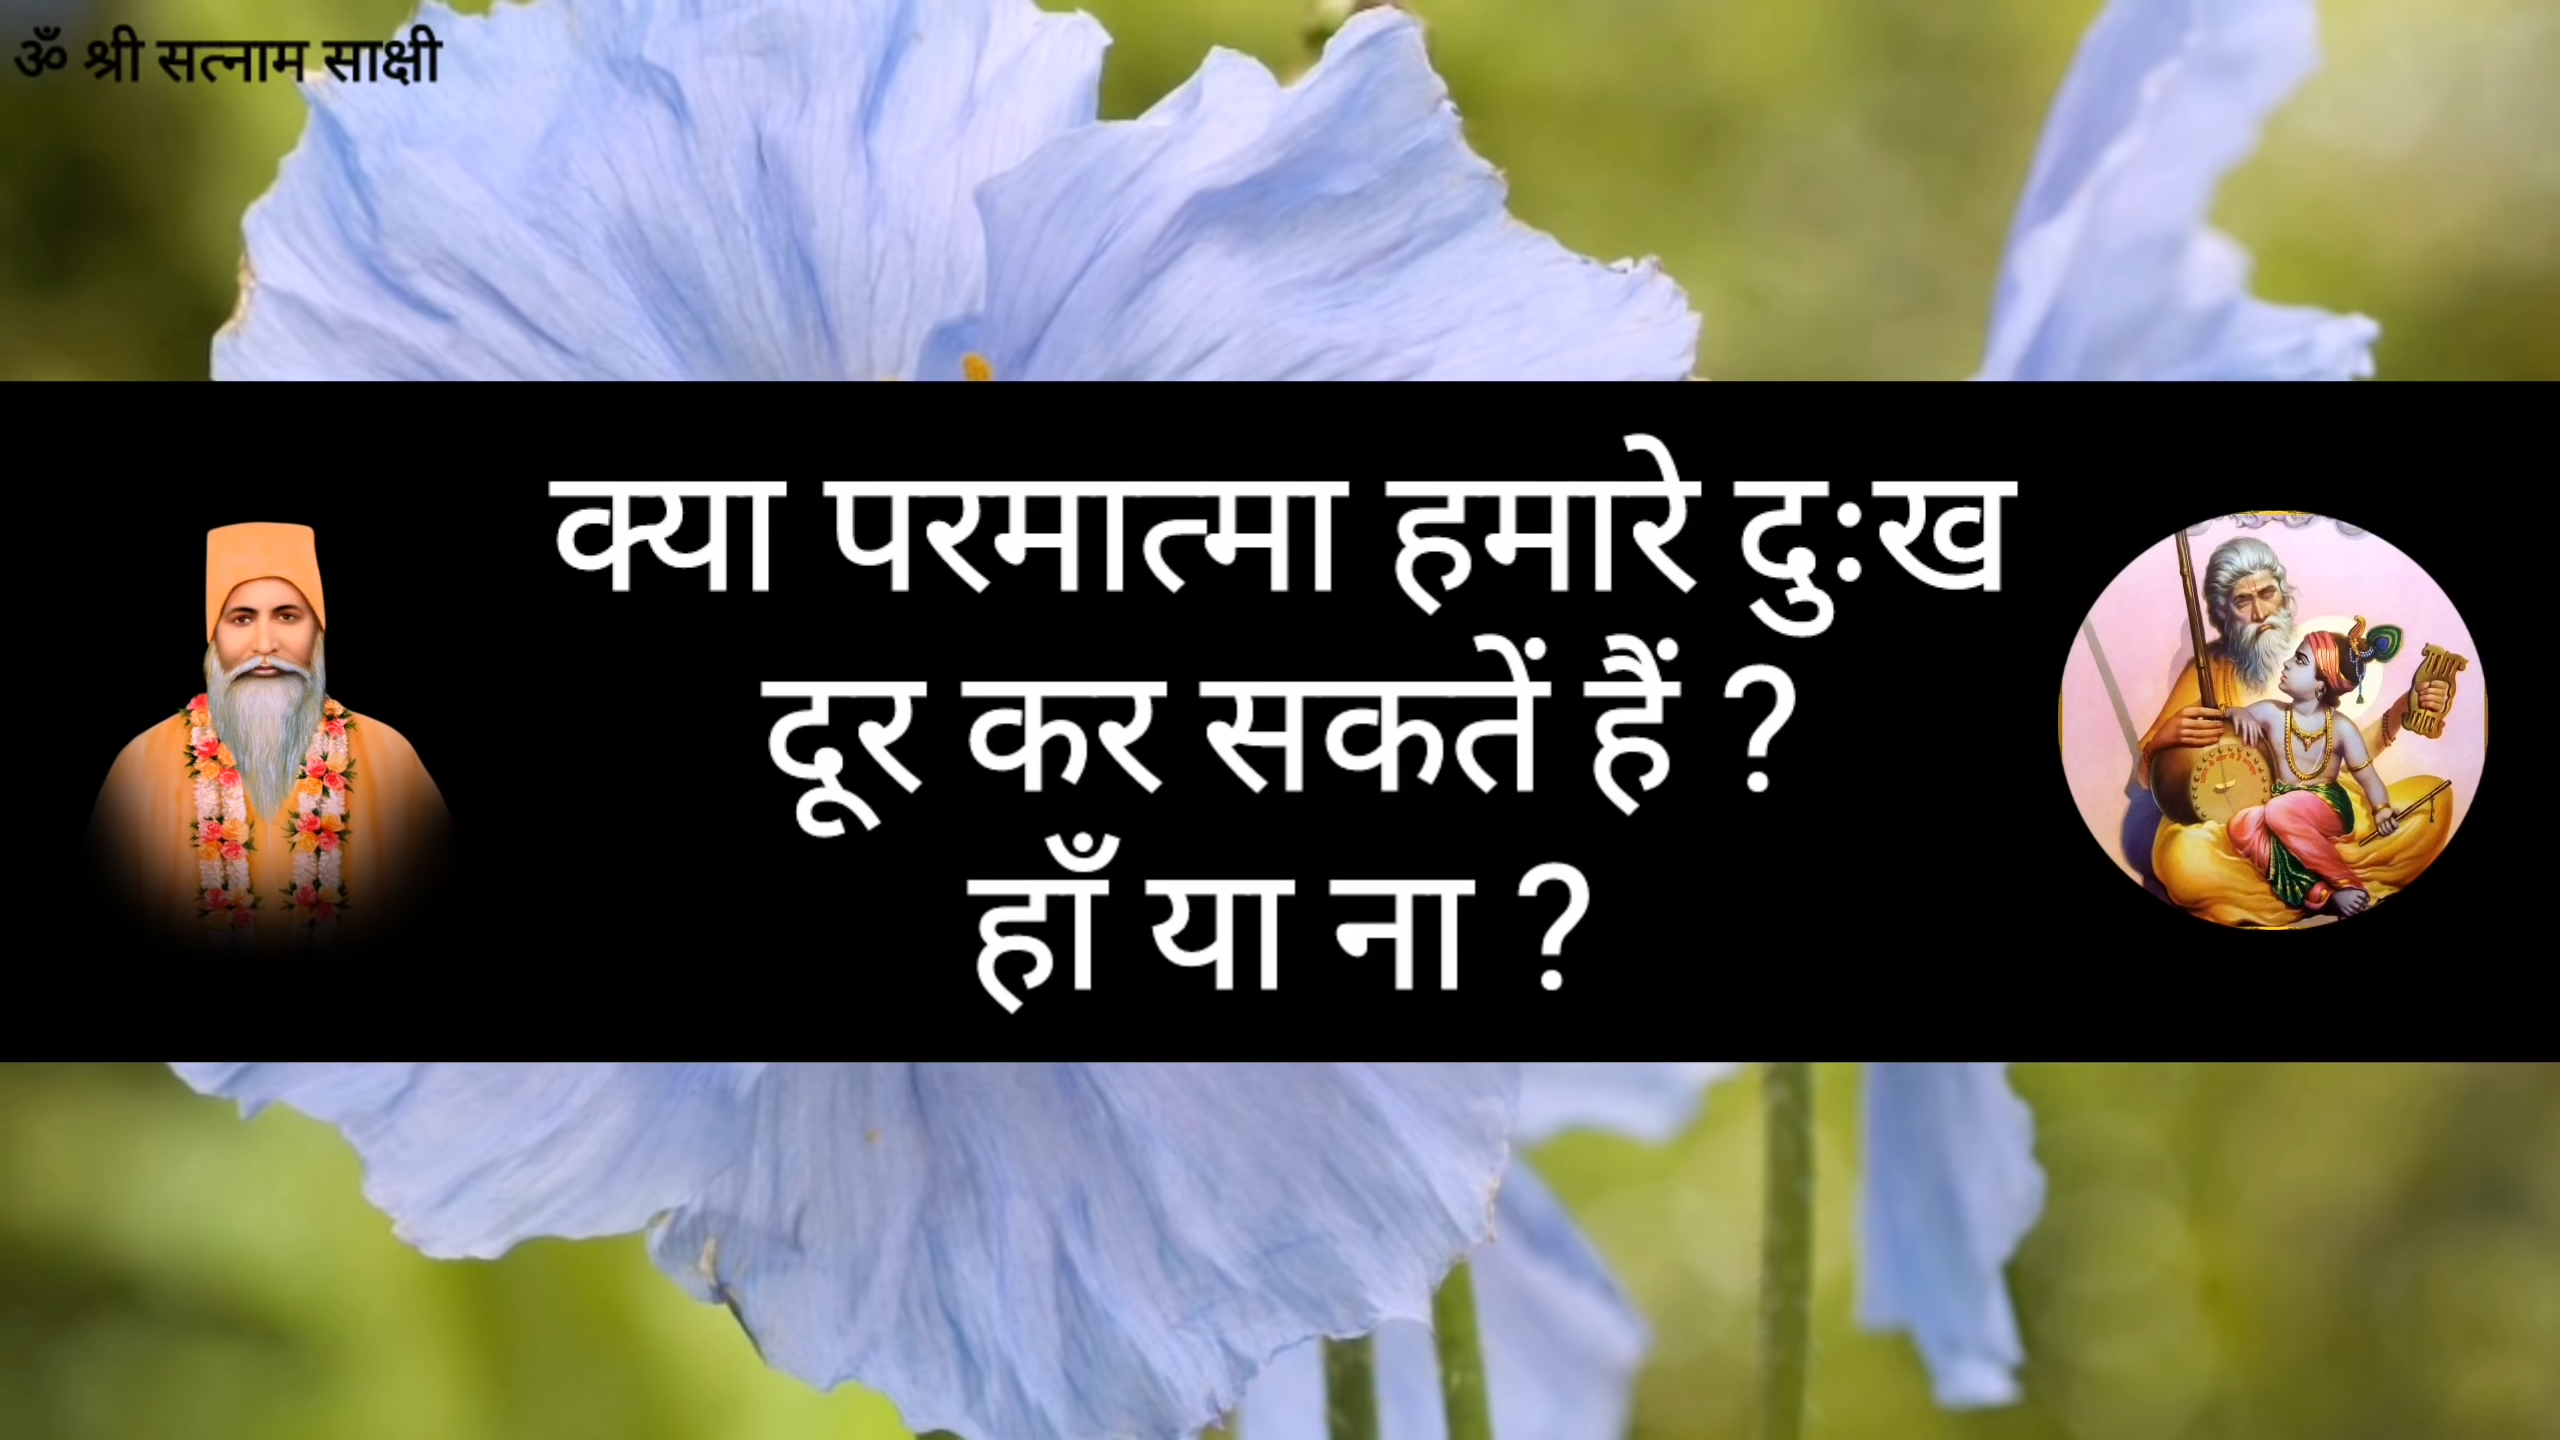 ॐ श्री सत्नाम साक्षी
क्या परमात्मा हमारे दुःख
दूर कर सकतें हैं ?
हाँ या ना ?